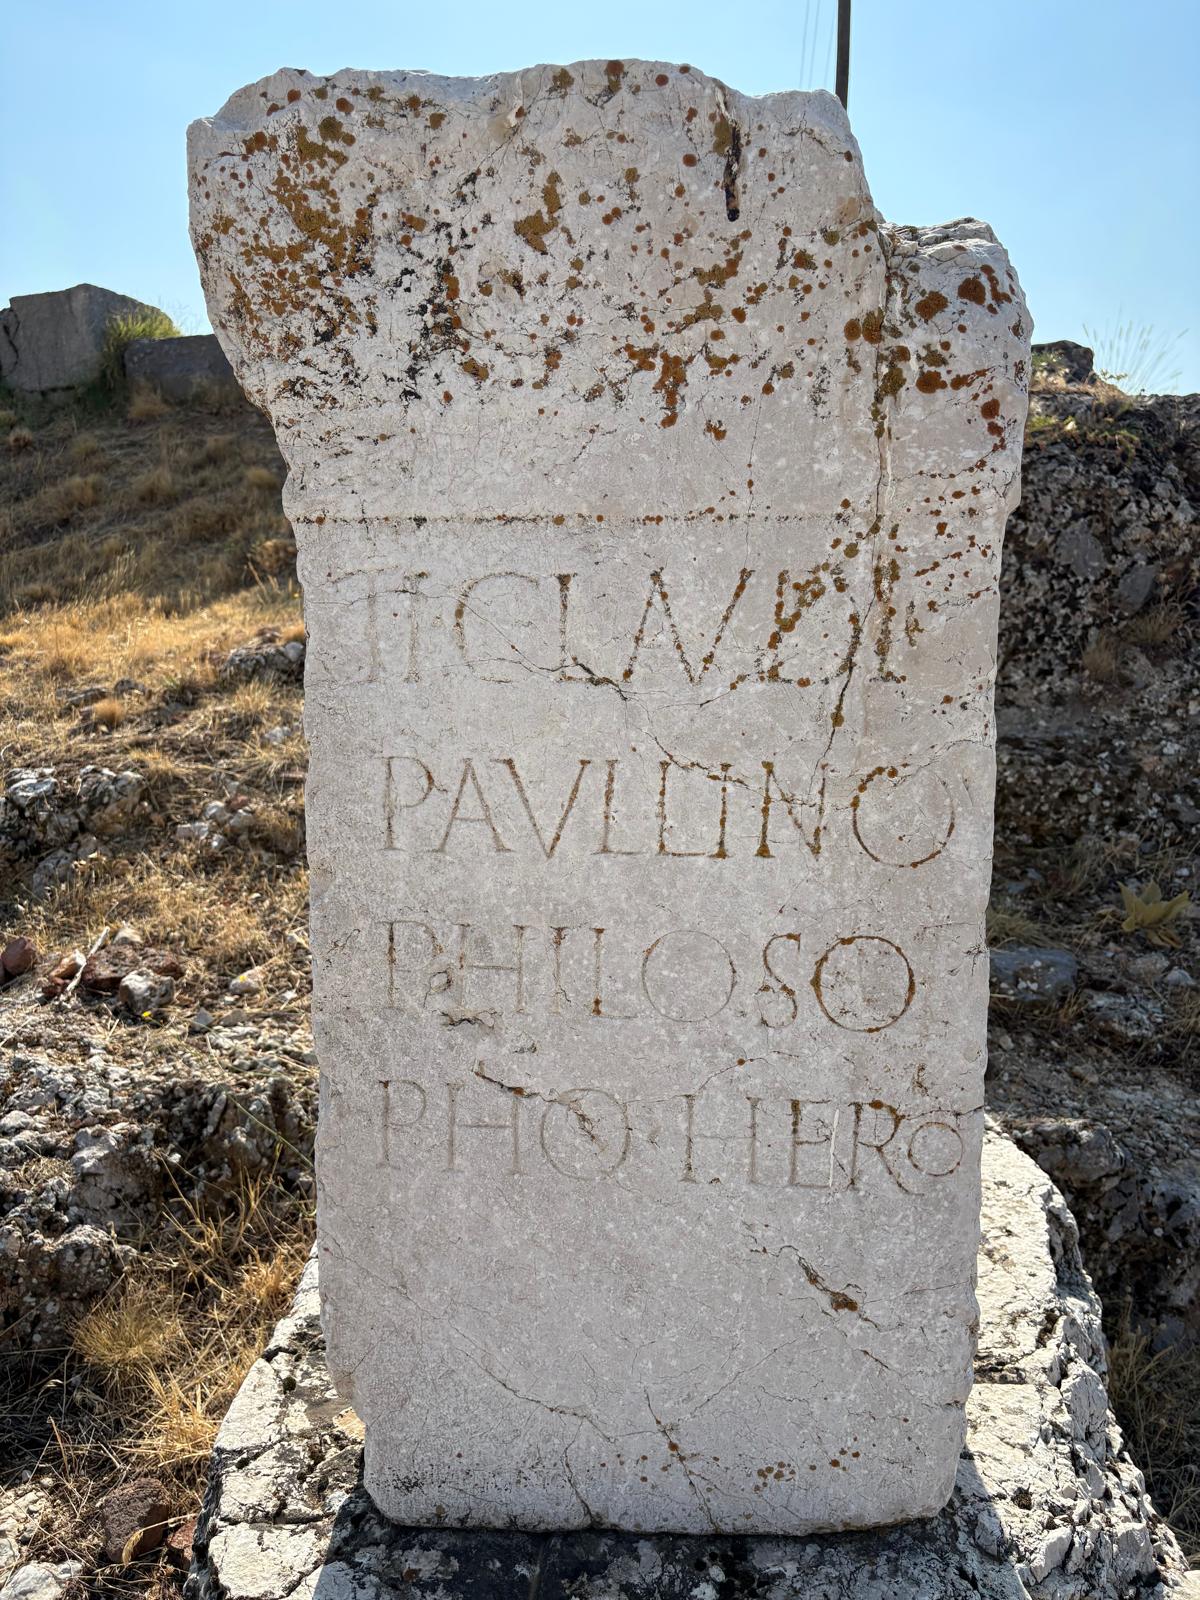 TI CLAVDI
PAVLLINO
PHILOSO
PHO HERO